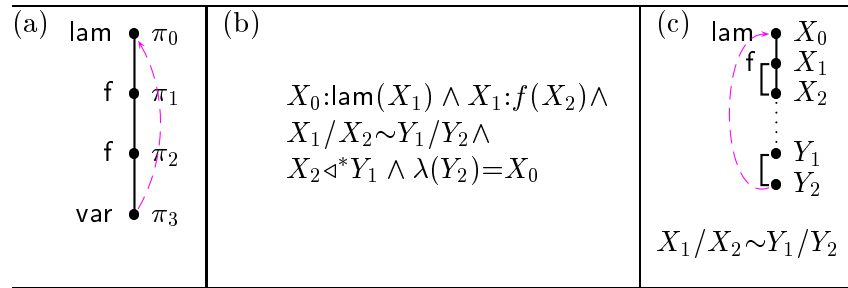 (a)
lam π₀
f π₁
f π₂
var π₃
(b)
X₀:lam(X₁) ∧ X₁:f(X₂)∧
X₁/X₂∼Y₁/Y₂∧
X₂◁*Y₁ ∧ λ(Y₂)=X₀
(c)
lam X₀
f X₁
X₂
Y₁
Y₂
X₁/X₂∼Y₁/Y₂